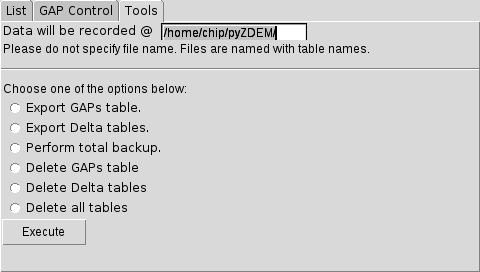 List GAP Control Tools
Data will be recorded @ /home/chip/pyZDEM/
Please do not specify file name. Files are named with table names.
Choose one of the options below:
Export GAPs table.
Export Delta tables.
Perform total backup.
Delete GAPs table
Delete Delta tables
Delete all tables
Execute